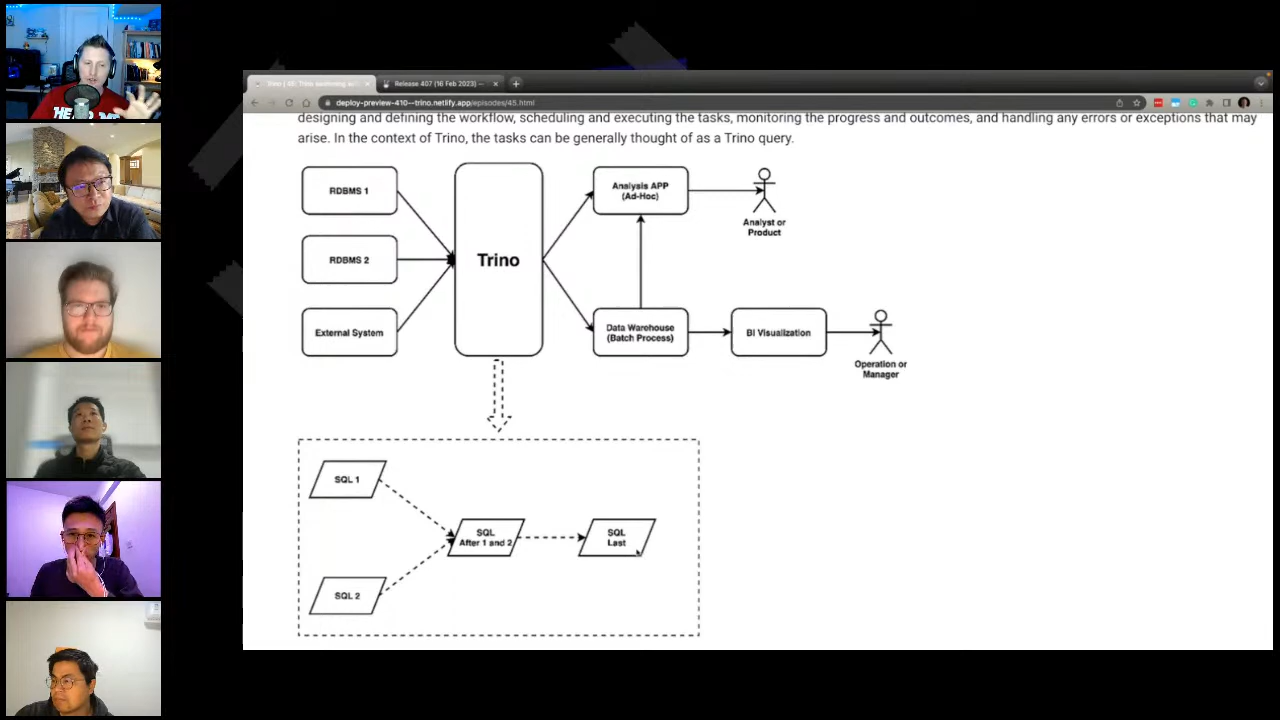 Release 407 (16 Feb 2023) —
deploy-preview-410--trino.netlify.app/episodes/45.html
designing and defining the workflow, scheduling and executing the tasks, monitoring the progress and outcomes, and handling any errors or exceptions that may
arise. In the context of Trino, the tasks can be generally thought of as a Trino query.
RDBMS 1
RDBMS 2
External System
Trino
Analysis APP
(Ad-Hoc)
Analyst or
Product
Data Warehouse
(Batch Process)
BI Visualization
Operation or
Manager
SQL 1
SQL 2
SQL
After 1 and 2
SQL
Last